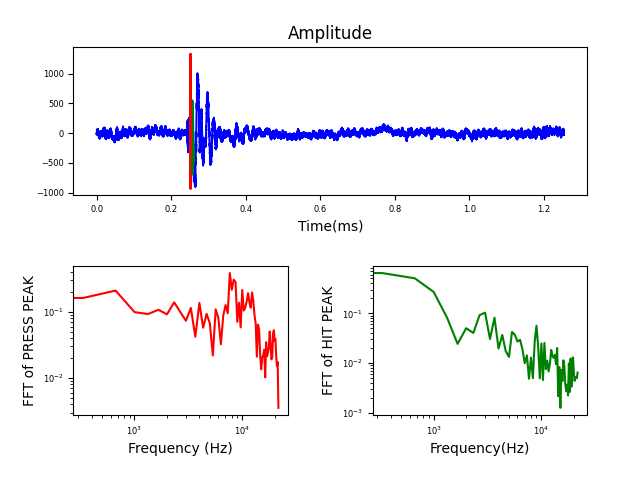 Amplitude
1000
500
0
−500
−1000
0.0 0.2 0.4 0.6 0.8 1.0 1.2
Time(ms)
FFT of PRESS PEAK
10⁻¹
10⁻²
10³ 10⁴
Frequency (Hz)
FFT of HIT PEAK
10⁻¹
10⁻²
10⁻³
10³ 10⁴
Frequency(Hz)